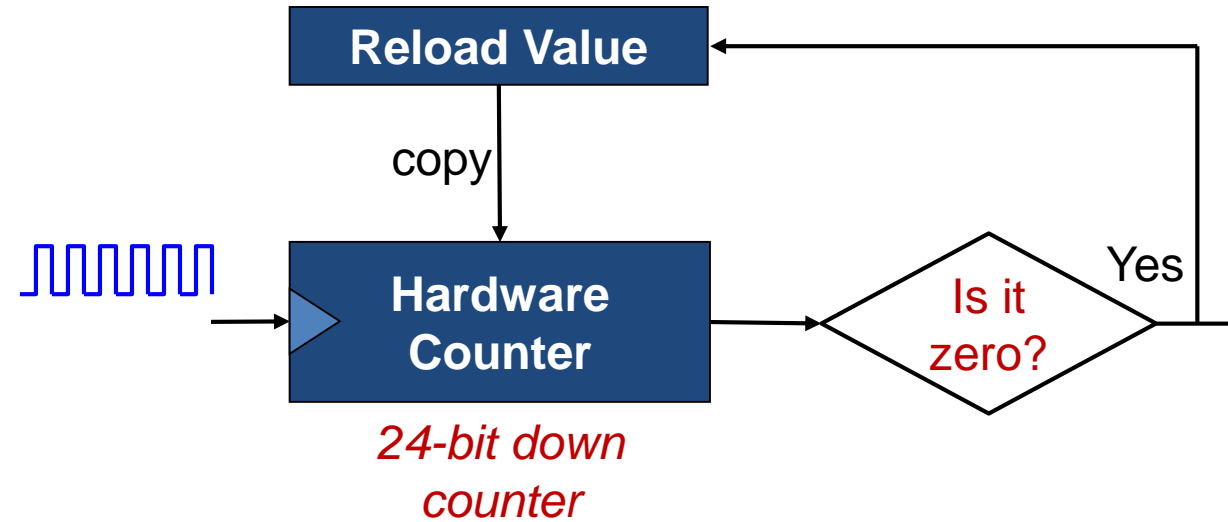 Reload Value
copy
Hardware
Counter
Yes
Is it
zero?
24-bit down
counter